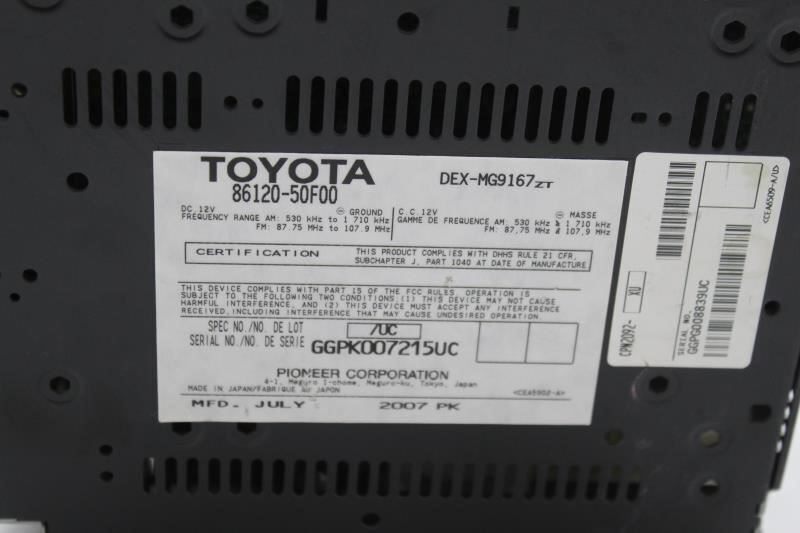 TOYOTA
86120-50F00
DEX-MG9167ZT
DC.12V ⊖ GROUND
FREQUENCY RANGE AM: 530 kHz to 1 710 kHz
FM: 87.75 MHz to 107.9 MHz
C.C.12V ⊖ MASSE
GAMME DE FREQUENCE AM: 530 kHz à 1 710 kHz
FM: 87,75 MHz à 107,9 MHz
CERTIFICATION
THIS PRODUCT COMPLIES WITH DHHS RULE 21 CFR,
SUBCHAPTER J, PART 1040 AT DATE OF MANUFACTURE
THIS DEVICE COMPLIES WITH PART 15 OF THE FCC RULES OPERATION IS
SUBJECT TO THE FOLLOWING TWO CONDITIONS:(1) THIS DEVICE MAY NOT CAUSE
HARMFUL INTERFERENCE, AND (2) THIS DEVICE MUST ACCEPT ANY INTERFERENCE
RECEIVED,INCLUDING INTERFERENCE THAT MAY CAUSE UNDESIRED OPERATION.
SPEC NO./NO. DE LOT /UC
SERIAL NO./NO. DE SERIE GGPK007215UC
PIONEER CORPORATION
4-1, Meguro 1-chome, Meguro-ku, Tokyo, Japan
MADE IN JAPAN/FABRIQUE AU JAPON
<CEA5902-A>
MFD. JULY 2007 PK
CPN2092- XU
SERIAL NO.
GGPG008839UC
<CEA6509-A/U>